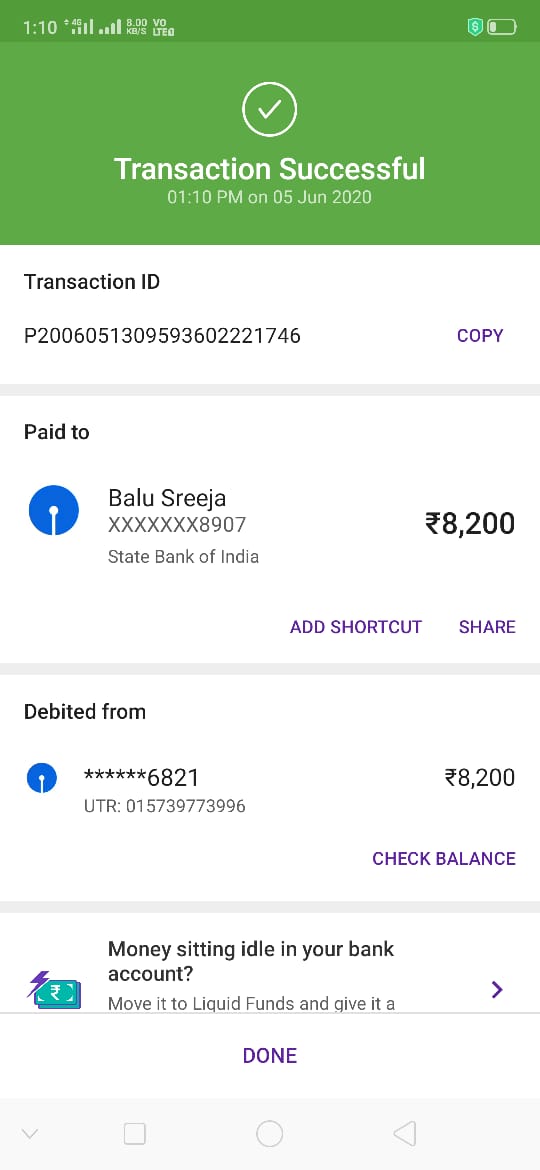 1:10 4G 8.00 KB/S VO LTE
Transaction Successful
01:10 PM on 05 Jun 2020
Transaction ID
P2006051309593602221746 COPY
Paid to
Balu Sreeja
XXXXXXX8907 ₹8,200
State Bank of India
ADD SHORTCUT SHARE
Debited from
******6821 ₹8,200
UTR: 015739773996
CHECK BALANCE
Money sitting idle in your bank
account?
Move it to Liquid Funds and give it a
DONE